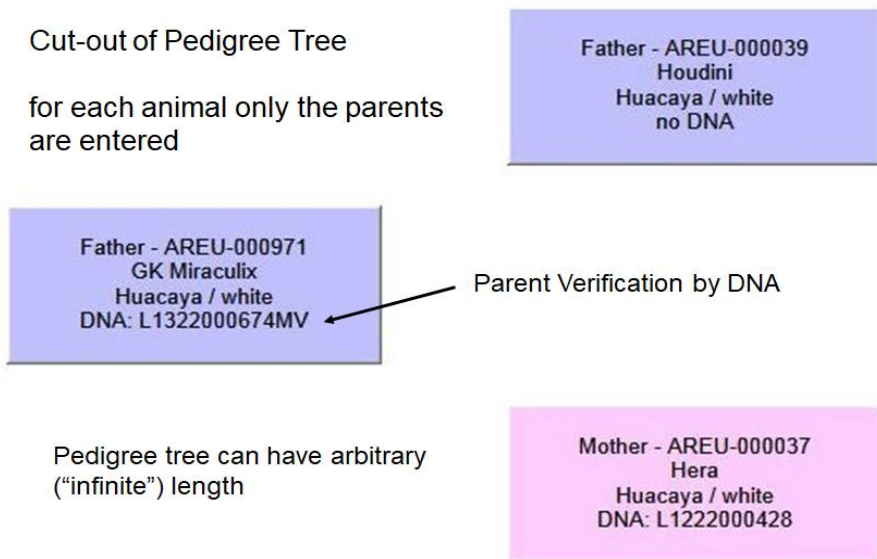 Cut-out of Pedigree Tree
for each animal only the parents
are entered
Father - AREU-000039
Houdini
Huacaya / white
no DNA
Father - AREU-000971
GK Miraculix
Huacaya / white
DNA: L1322000674MV
Parent Verification by DNA
Pedigree tree can have arbitrary
(“infinite”) length
Mother - AREU-000037
Hera
Huacaya / white
DNA: L1222000428